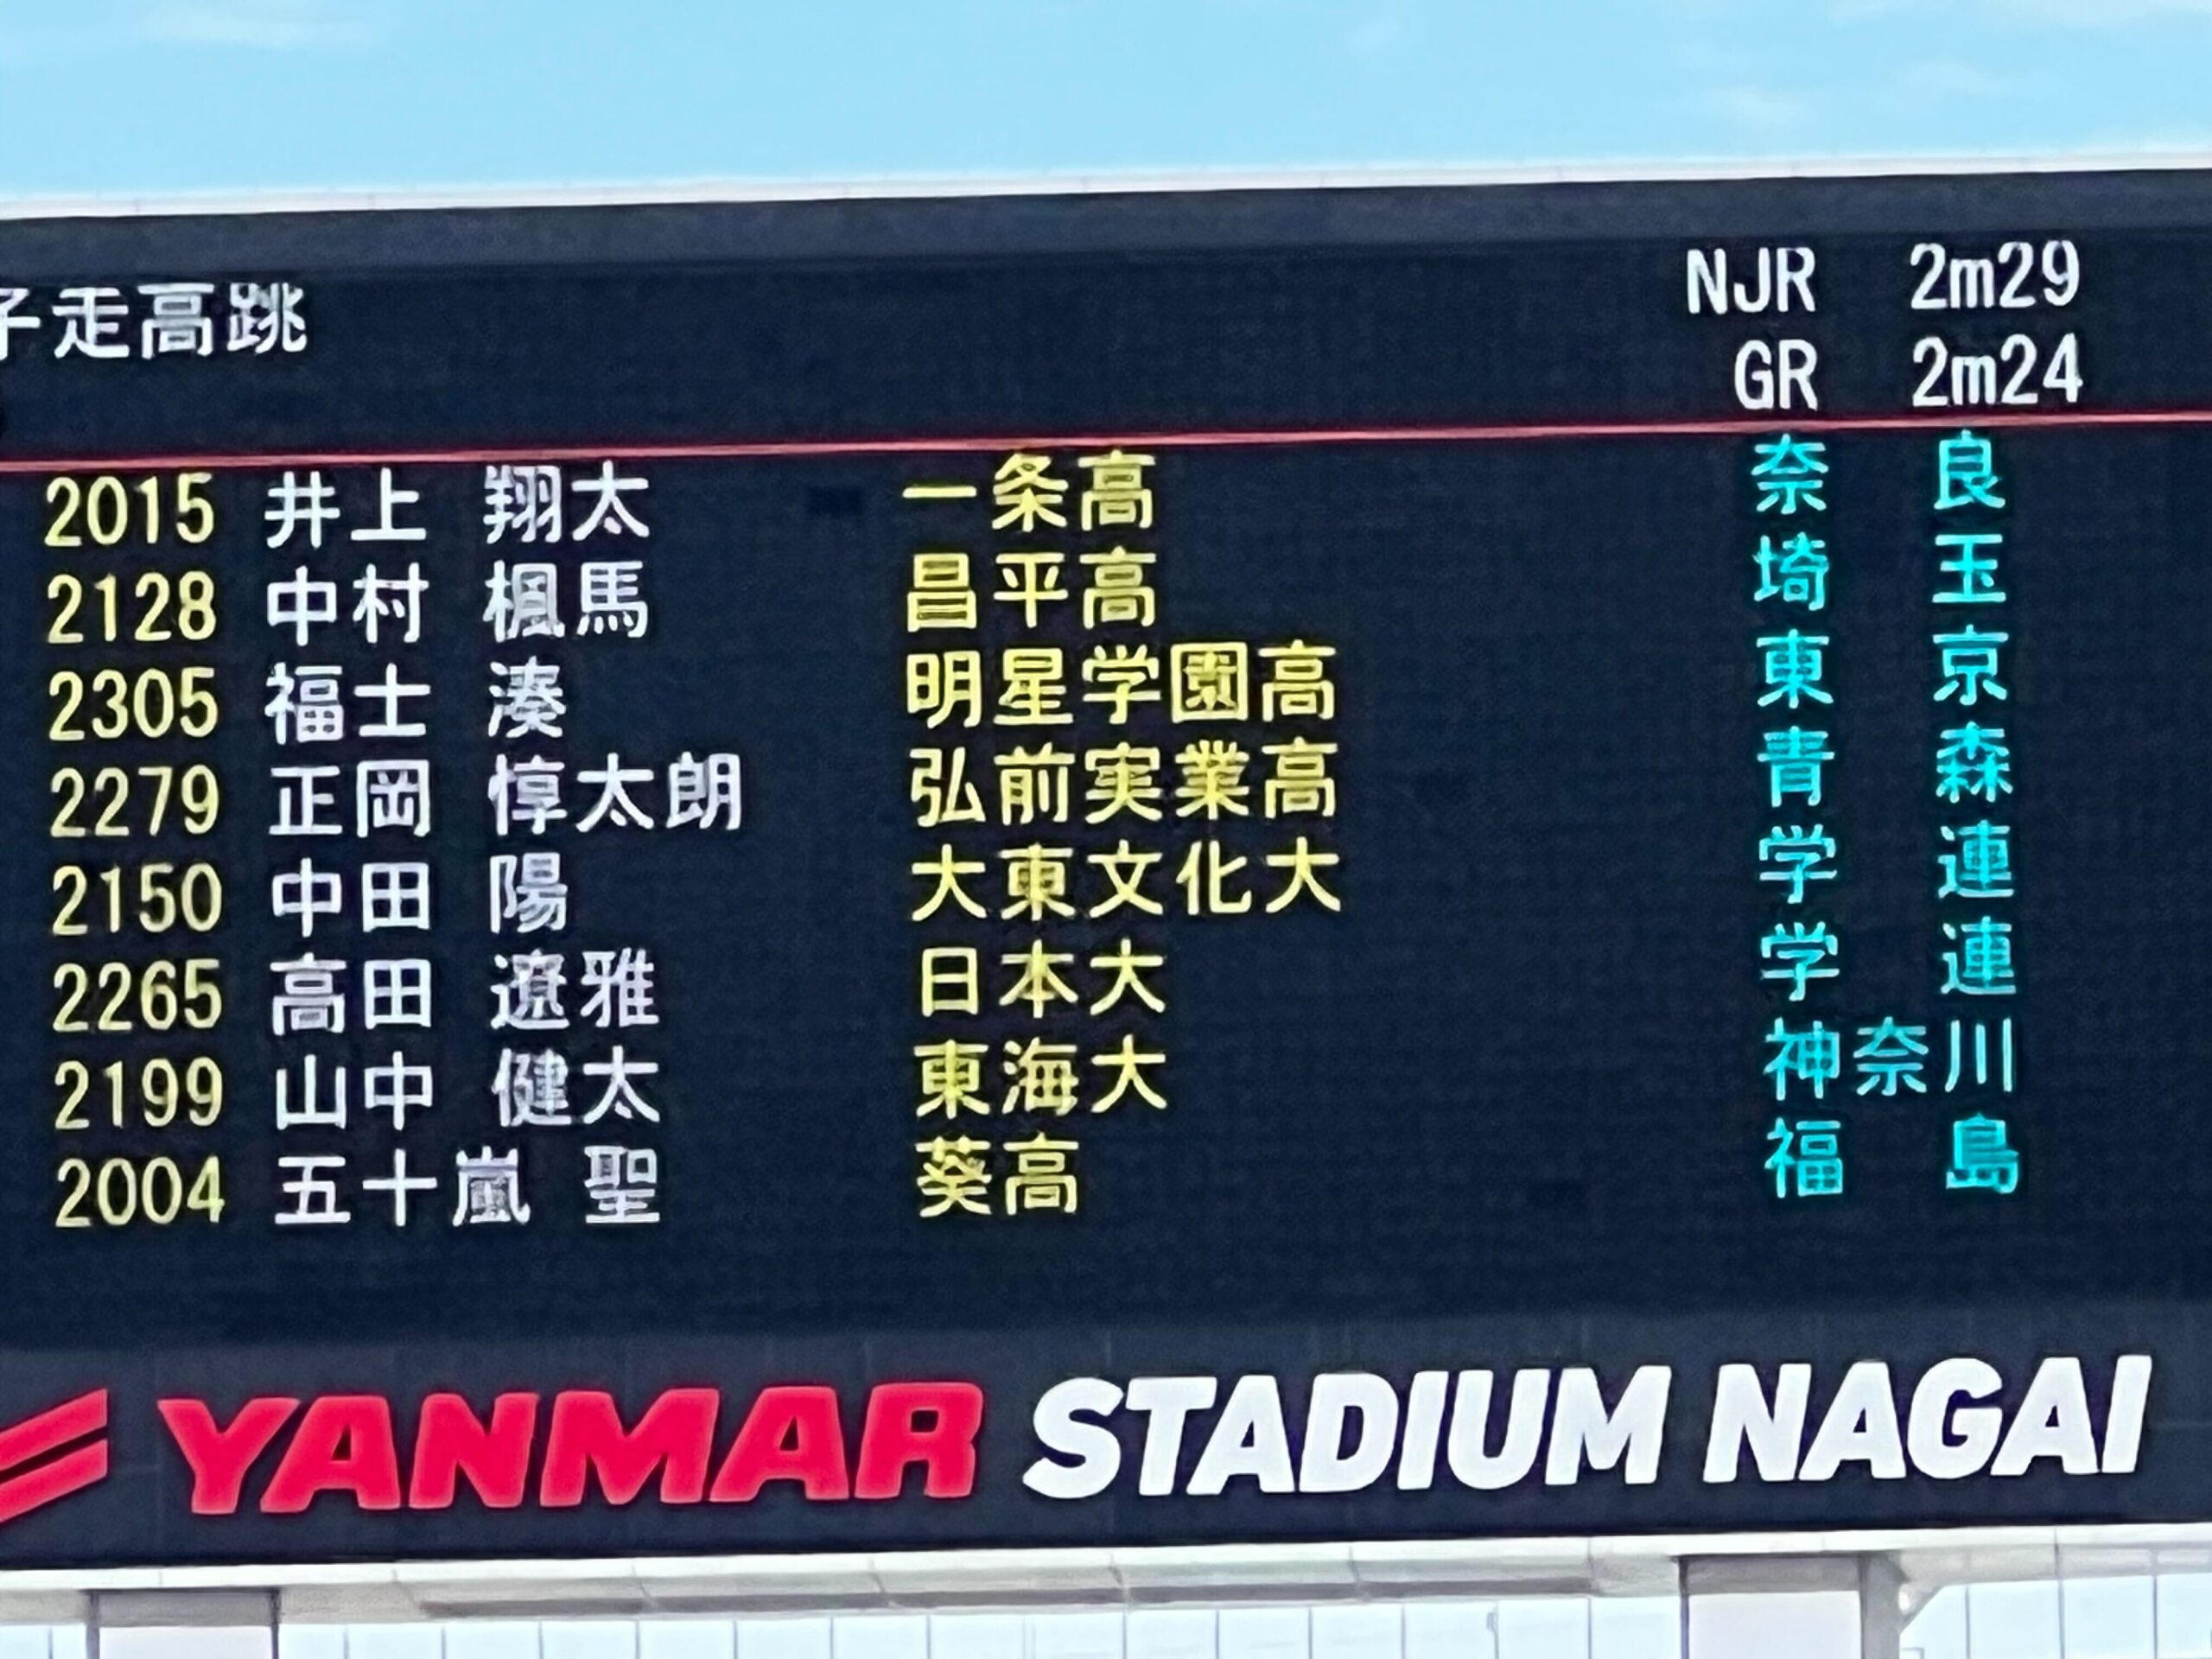 子走高跳
NJR 2m29
GR 2m24
2015 井上 翔太 一条高 奈良
2128 中村 楓馬 昌平高 埼玉
2305 福士 湊 明星学園高 東京
2279 正岡 惇太朗 弘前実業高 青森
2150 中田 陽 大東文化大 学連
2265 高田 遼雅 日本大 学連
2199 山中 健太 東海大 神奈川
2004 五十嵐 聖 葵高 福島
YANMAR STADIUM NAGAI